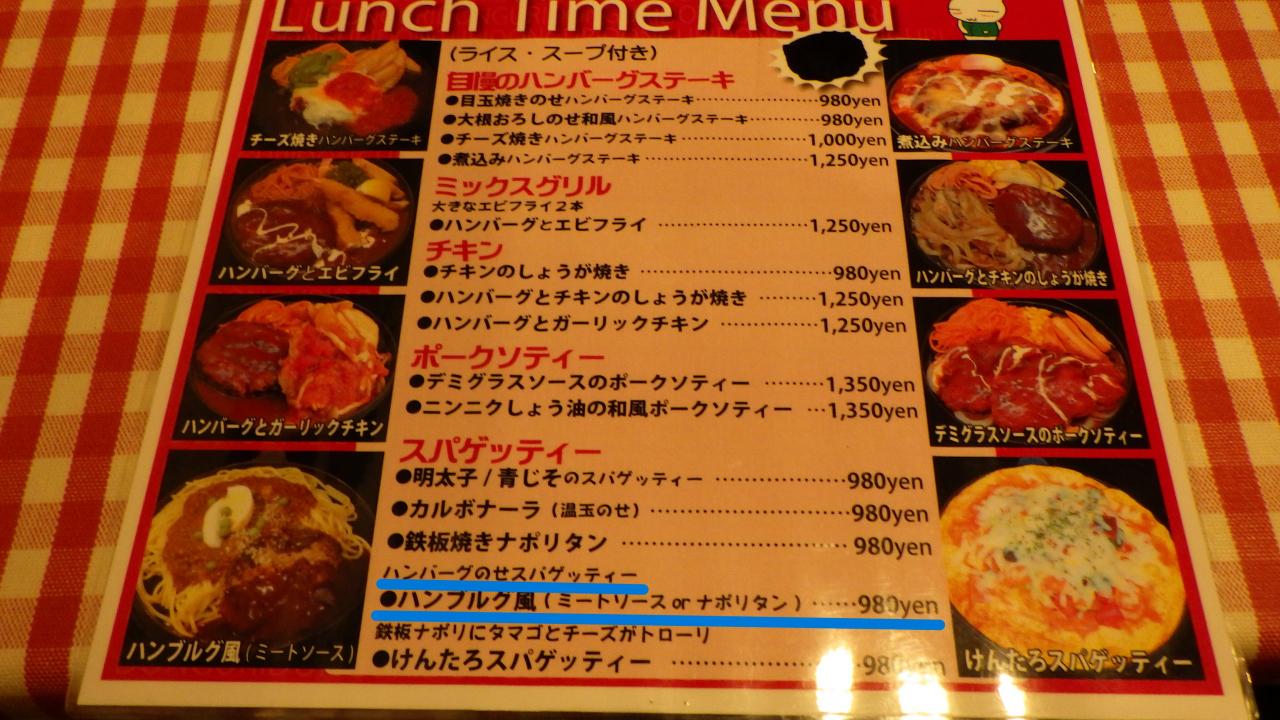 Lunch Time Menu
(ライス・スープ付き)
自慢のハンバーグステーキ
●目玉焼きのせハンバーグステーキ……………………980yen
●大根おろしのせ和風ハンバーグステーキ…………980yen
●チーズ焼きハンバーグステーキ……………………1,000yen
●煮込みハンバーグステーキ…………………………1,250yen
ミックスグリル
大きなエビフライ2本
●ハンバーグとエビフライ……………………1,250yen
チキン
●チキンのしょうが焼き…………………………980yen
●ハンバーグとチキンのしょうが焼き………1,250yen
●ハンバーグとガーリックチキン……………1,250yen
ポークソティー
●デミグラスソースのポークソティー………1,350yen
●ニンニクしょう油の和風ポークソティー…1,350yen
スパゲッティー
●明太子/青じそのスパゲッティー………………980yen
●カルボナーラ(温玉のせ)…………………………980yen
●鉄板焼きナポリタン……………………………980yen
ハンバーグのせスパゲッティー
●ハンブルグ風(ミートソース or ナポリタン)……980yen
鉄板ナポリにタマゴとチーズがトローリ
●けんたろスパゲッティー…………………………980yen
チーズ焼きハンバーグステーキ
ハンバーグとエビフライ
ハンバーグとガーリックチキン
ハンブルグ風(ミートソース)
煮込みハンバーグステーキ
ハンバーグとチキンのしょうが焼き
デミグラスソースのポークソティー
けんたろスパゲッティー